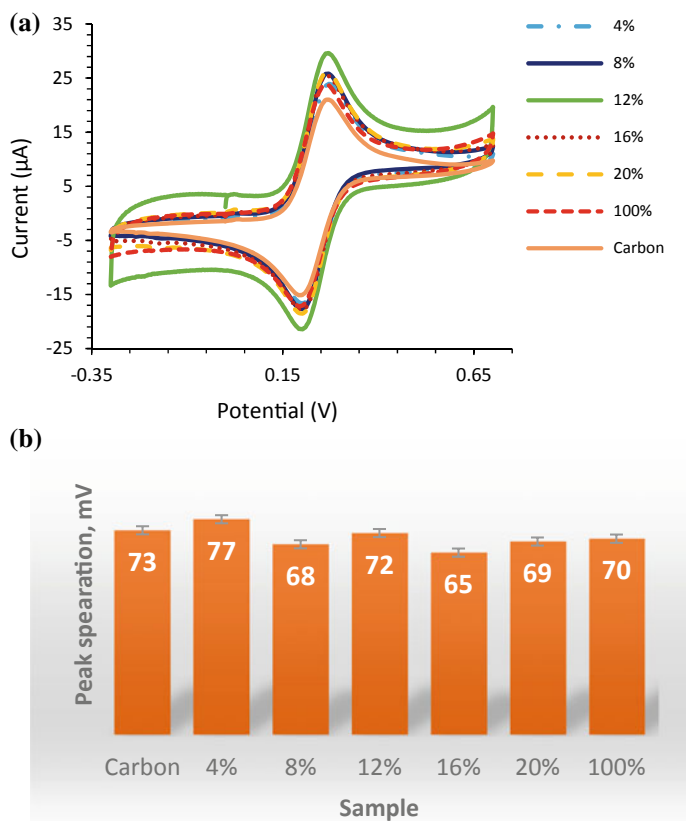 (a)
35
25
15
5
-5
-15
-25
-0.35
0.15
0.65
Current (µA)
Potential (V)
4%
8%
12%
16%
20%
100%
Carbon
(b)
Peak spearation, mV
73
77
68
72
65
69
70
Carbon 4% 8% 12% 16% 20% 100%
Sample